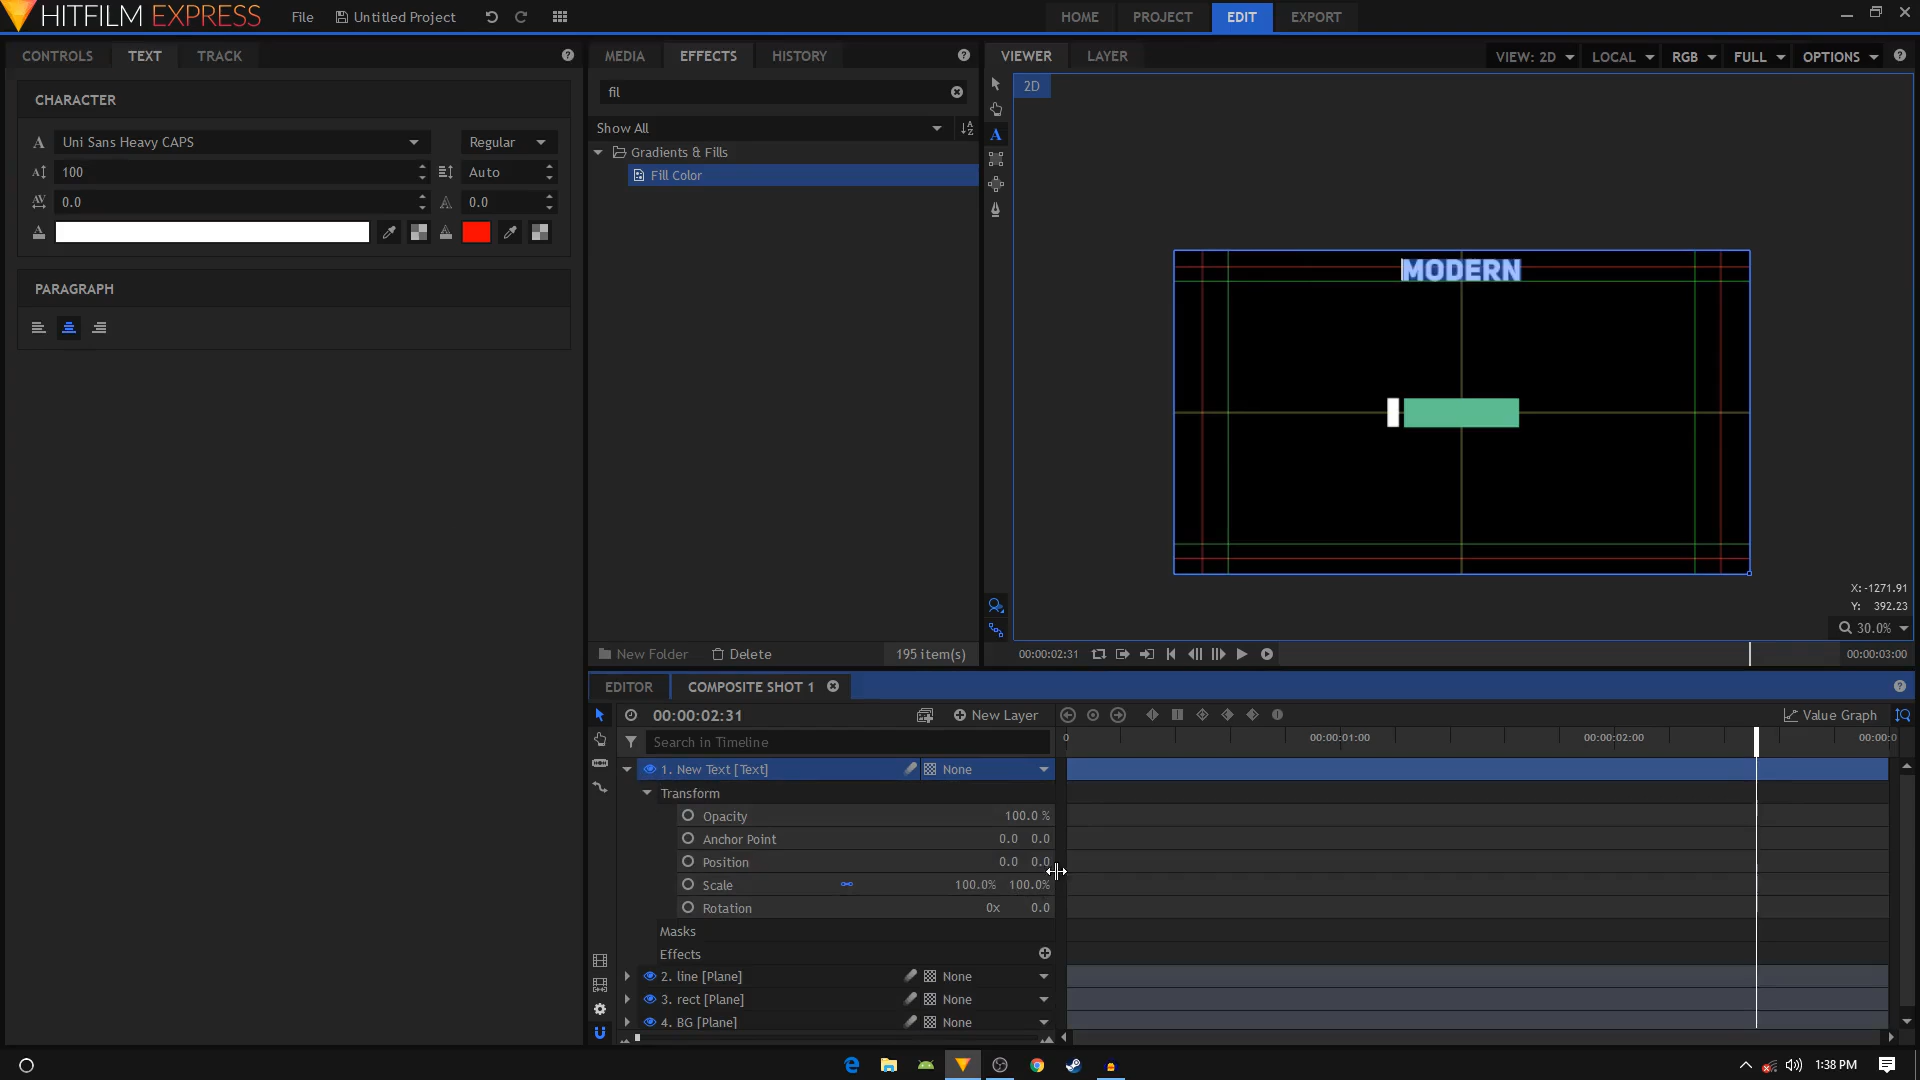 HITFILM EXPRESS File Untitled Project HOME PROJECT EDIT EXPORT
CONTROLS TEXT TRACK
CHARACTER
A Uni Sans Heavy CAPS Regular
100 Auto
0.0 0.0
PARAGRAPH
MEDIA EFFECTS HISTORY
fil
Show All
Gradients & Fills
Fill Color
New Folder Delete 195 item(s)
VIEWER LAYER VIEW: 2D LOCAL RGB FULL OPTIONS
2D
MODERN
X: -1271.91
Y: 392.23
30.0%
00:00:02:31 00:00:03:00
EDITOR COMPOSITE SHOT 1
00:00:02:31 New Layer Value Graph
Search in Timeline 0 00:00:01:00 00:00:02:00 00:00:0
1. New Text [Text] None
Transform
Opacity 100.0 %
Anchor Point 0.0 0.0
Position 0.0 0.0
Scale 100.0% 100.0%
Rotation 0x 0.0
Masks
Effects
2. line [Plane] None
3. rect [Plane] None
4. BG [Plane] None
1:38 PM